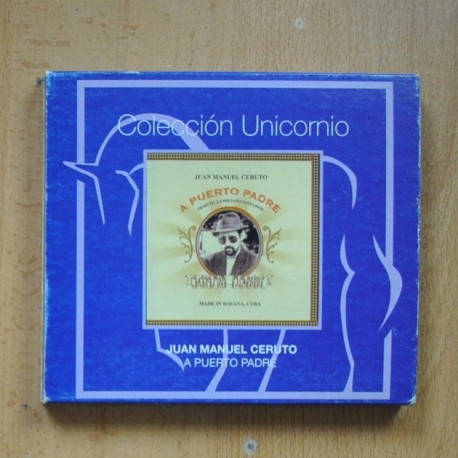 Colección Unicornio
JUAN MANUEL CERUTO
A PUERTO PADRE
MADE IN HAVANA, CUBA
JUAN MANUEL CERUTO
A PUERTO PADRE